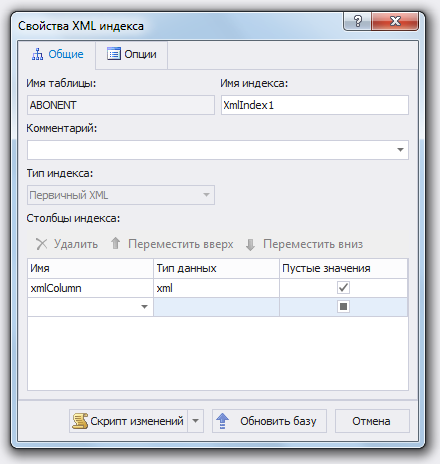 Свойства XML индекса
Общие Опции
Имя таблицы: Имя индекса:
ABONENT XmlIndex1
Комментарий:
Тип индекса:
Первичный XML
Столбцы индекса:
Удалить Переместить вверх Переместить вниз
Имя Тип данных Пустые значения
xmlColumn xml
Скрипт изменений Обновить базу Отмена